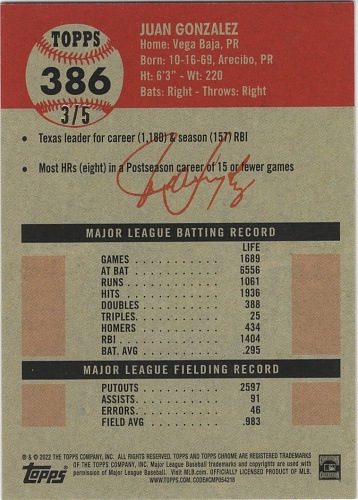 JUAN GONZALEZ
TOPPS
386
3/5
Home: Vega Baja, PR
Born: 10-16-69, Arecibo, PR
Ht: 6'3" - Wt: 220
Bats: Right - Throws: Right
• Texas leader for career (1,180) & season (157) RBI
• Most HRs (eight) in a Postseason career of 15 or fewer games
MAJOR LEAGUE BATTING RECORD
LIFE
GAMES 1689
AT BAT 6556
RUNS 1061
HITS 1936
DOUBLES 388
TRIPLES 25
HOMERS 434
RBI 1404
BAT. AVG .295
MAJOR LEAGUE FIELDING RECORD
PUTOUTS 2597
ASSISTS 91
ERRORS 46
FIELD AVG .983
® & © 2022 THE TOPPS COMPANY, INC. ALL RIGHTS RESERVED. TOPPS AND TOPPS CHROME ARE REGISTERED TRADEMARKS
OF THE TOPPS COMPANY, INC. Major League Baseball trademarks and copyrights are used with
permission of Major League Baseball. Visit MLB.com. OFFICIALLY LICENSED PRODUCT OF MLB.
WWW.TOPPS.COM. CODE#CMP054218
Topps